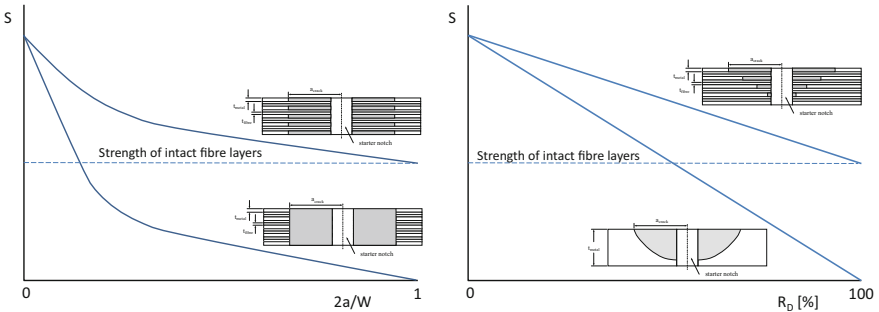 S
a_crack
t_metal
t_fibre
starter notch
Strength of intact fibre layers
a_crack
t_metal
t_fibre
starter notch
0
2a/W
1
S
a_crack
t_metal
t_fibre
starter notch
Strength of intact fibre layers
a_crack
t_metal
starter notch
0
R_D [%]
100